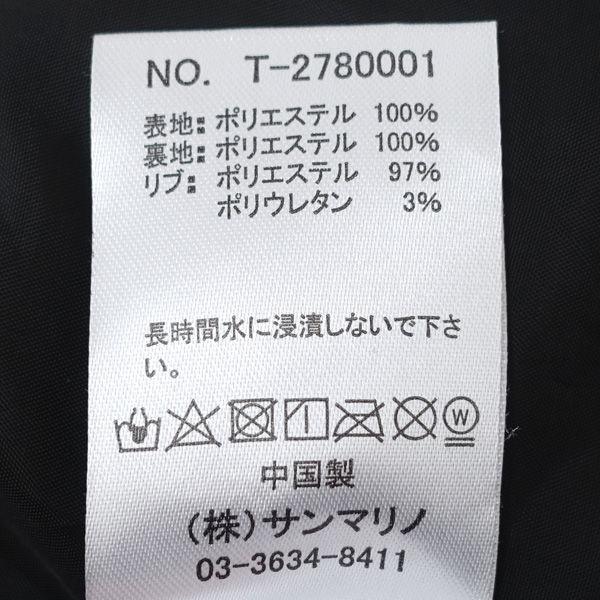 NO. T-2780001
表地: ポリエステル 100%
裏地: ポリエステル 100%
リブ: ポリエステル 97%
ポリウレタン 3%
長時間水に浸漬しないで下さ
い。
W
中国製
(株)サンマリノ
03-3634-8411